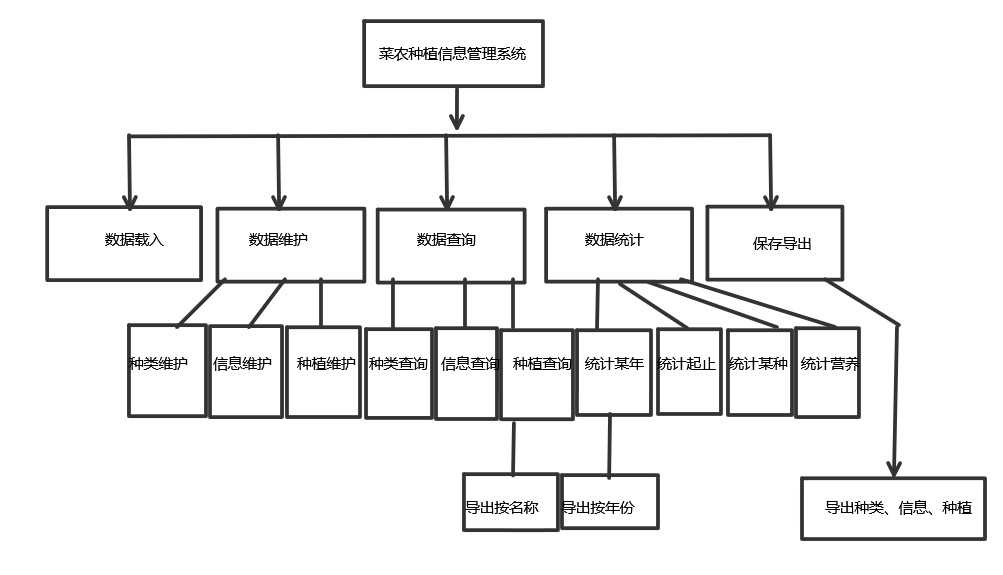 菜农种植信息管理系统
数据载入
数据维护
数据查询
数据统计
保存导出
种类维护
信息维护
种植维护
种类查询
信息查询
种植查询
统计某年
统计起止
统计某种
统计营养
导出按名称
导出按年份
导出种类、信息、种植